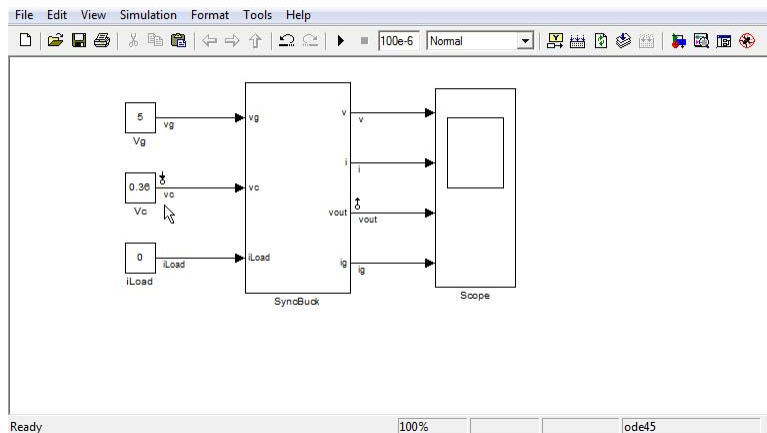 File Edit View Simulation Format Tools Help
100e-6 Normal
5
vg
Vg
vg
0.36
vc
Vc
vc
0
iLoad
iLoad
iLoad
v
v
i
i
vout
vout
ig
ig
SyncBuck
Scope
Ready 100% ode45